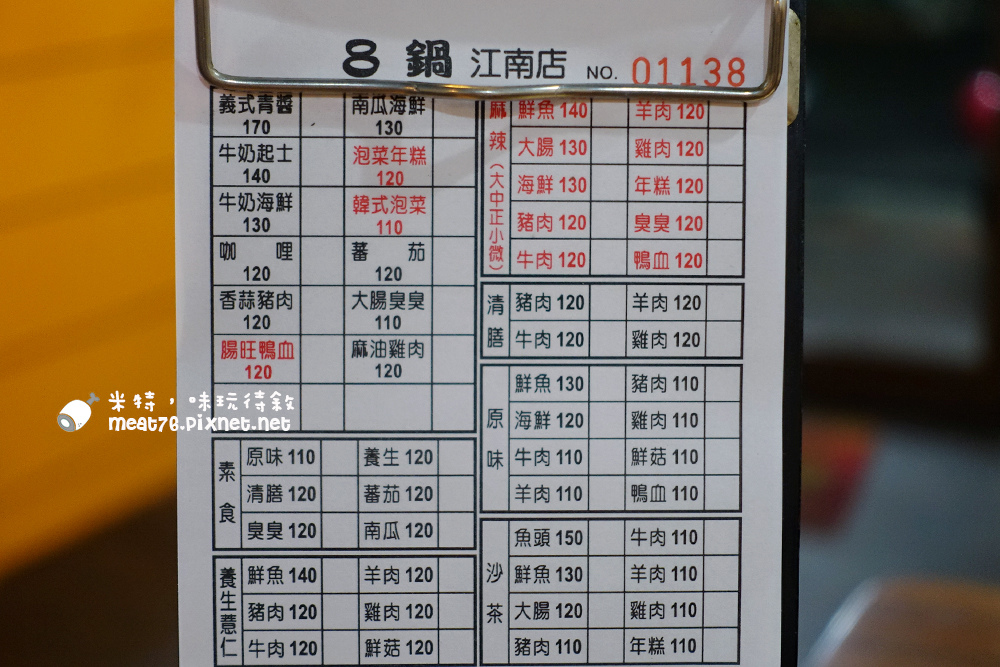 8 鍋 江南店 NO. 01138
義式青醬 170
南瓜海鮮 130
牛奶起士 140
泡菜年糕 120
牛奶海鮮 130
韓式泡菜 110
咖哩 120
蕃茄 120
香蒜豬肉 120
大腸臭臭 110
腸旺鴨血 120
麻油雞肉 120
素食
原味 110 養生 120
清膳 120 蕃茄 120
臭臭 120 南瓜 120
養生薏仁
鮮魚 140 羊肉 120
豬肉 120 雞肉 120
牛肉 120 鮮菇 120
麻辣(大中正小微)
鮮魚 140 羊肉 120
大腸 130 雞肉 120
海鮮 130 年糕 120
豬肉 120 臭臭 120
牛肉 120 鴨血 120
清膳
豬肉 120 羊肉 120
牛肉 120 雞肉 120
原味
鮮魚 130 豬肉 110
海鮮 120 雞肉 110
牛肉 110 鮮菇 110
羊肉 110 鴨血 110
沙茶
魚頭 150 牛肉 110
鮮魚 130 羊肉 110
大腸 120 雞肉 110
豬肉 110 年糕 110
米特，味玩待敘
meat76.pixnet.net